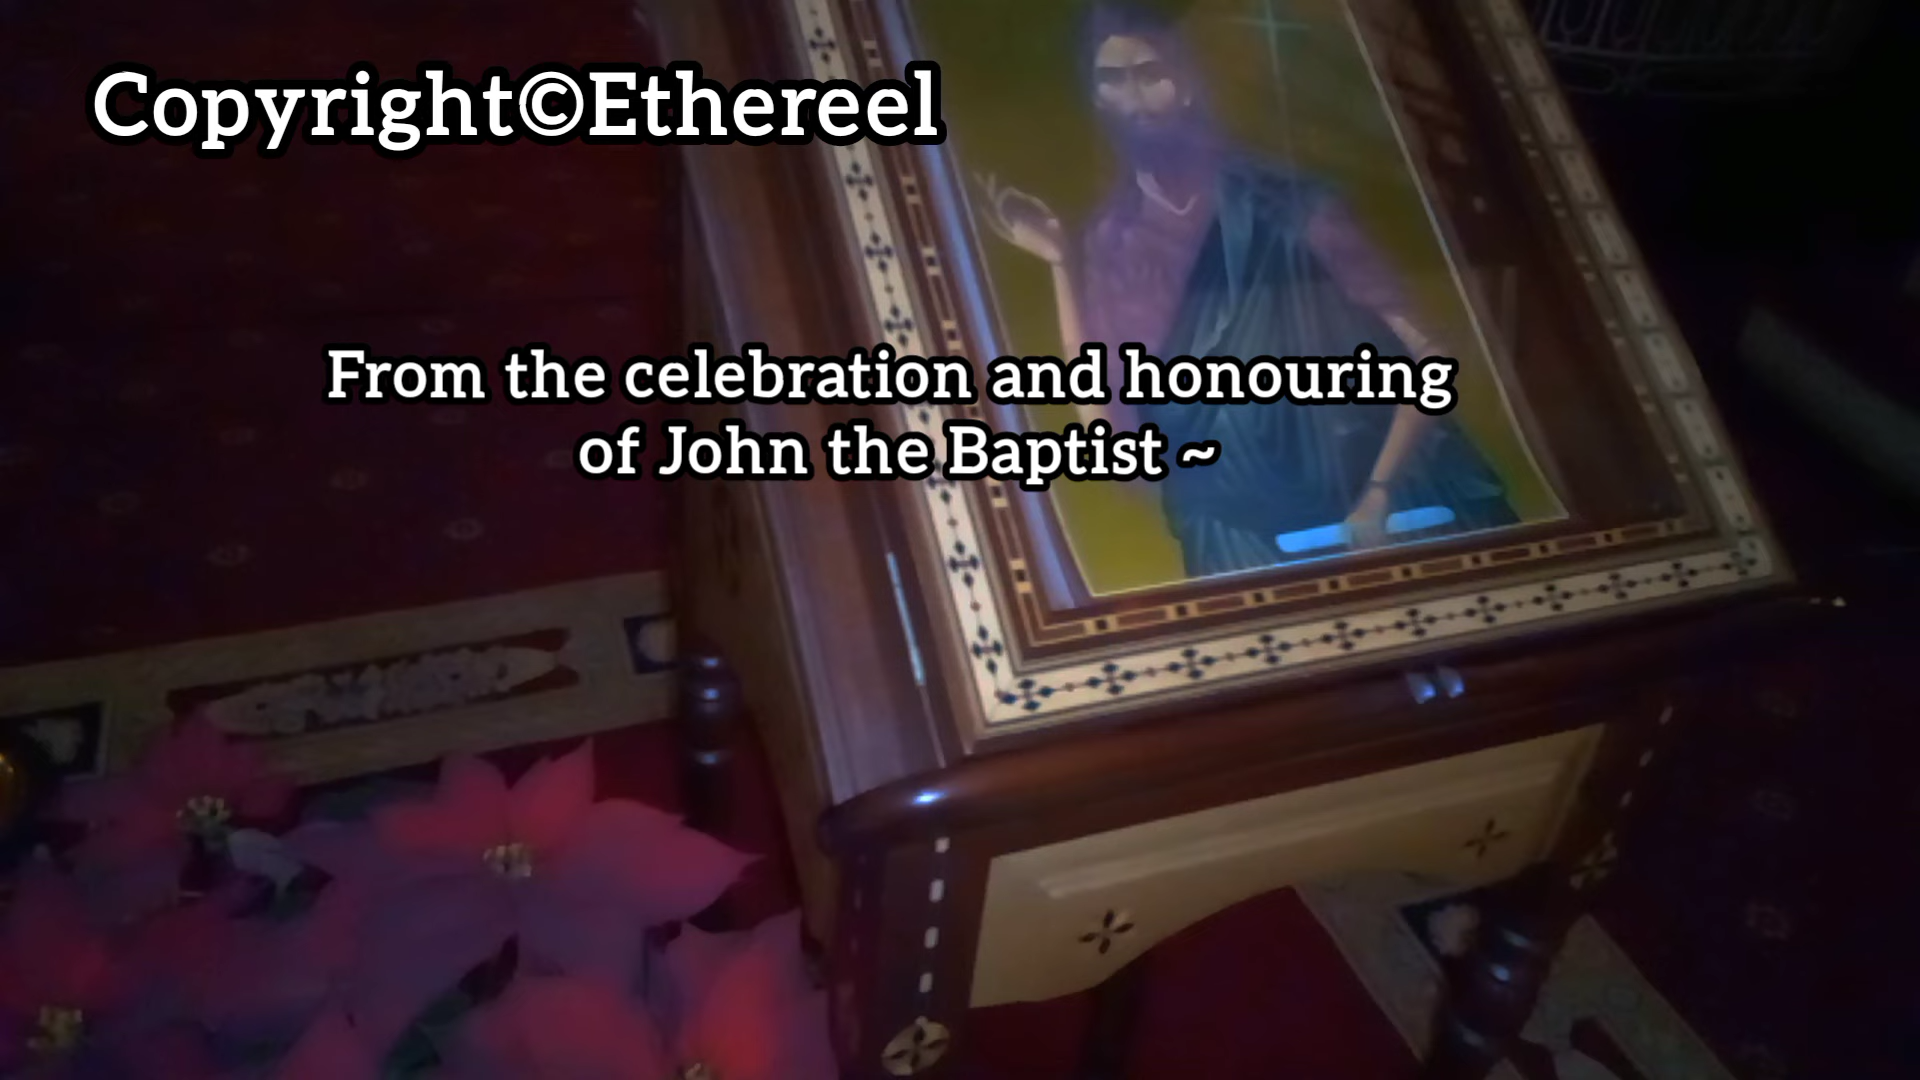 Copyright©Ethereel
From the celebration and honouring
of John the Baptist ~